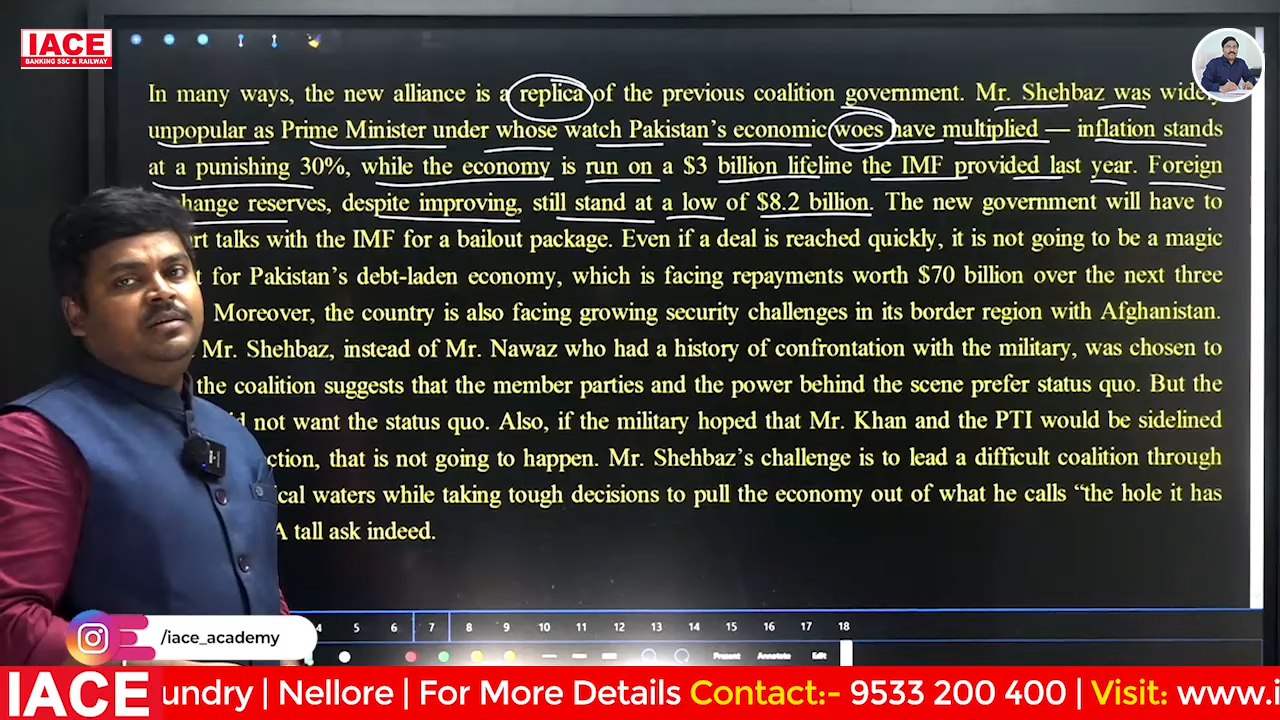 IACE
BANKING SSC & RAILWAY
In many ways, the new alliance is a replica of the previous coalition government. Mr. Shehbaz was widely
unpopular as Prime Minister under whose watch Pakistan's economic woes have multiplied — inflation stands
at a punishing 30%, while the economy is run on a $3 billion lifeline the IMF provided last year. Foreign
hange reserves, despite improving, still stand at a low of $8.2 billion. The new government will have to
rt talks with the IMF for a bailout package. Even if a deal is reached quickly, it is not going to be a magic
t for Pakistan's debt-laden economy, which is facing repayments worth $70 billion over the next three
Moreover, the country is also facing growing security challenges in its border region with Afghanistan.
Mr. Shehbaz, instead of Mr. Nawaz who had a history of confrontation with the military, was chosen to
the coalition suggests that the member parties and the power behind the scene prefer status quo. But the
d not want the status quo. Also, if the military hoped that Mr. Khan and the PTI would be sidelined
ction, that is not going to happen. Mr. Shehbaz's challenge is to lead a difficult coalition through
cal waters while taking tough decisions to pull the economy out of what he calls “the hole it has
A tall ask indeed.
4 5 6 7 8 9 10 11 12 13 14 15 16 17 18
Present Annotate Edit
/iace_academy
IACE undry | Nellore | For More Details Contact:- 9533 200 400 | Visit: www.i